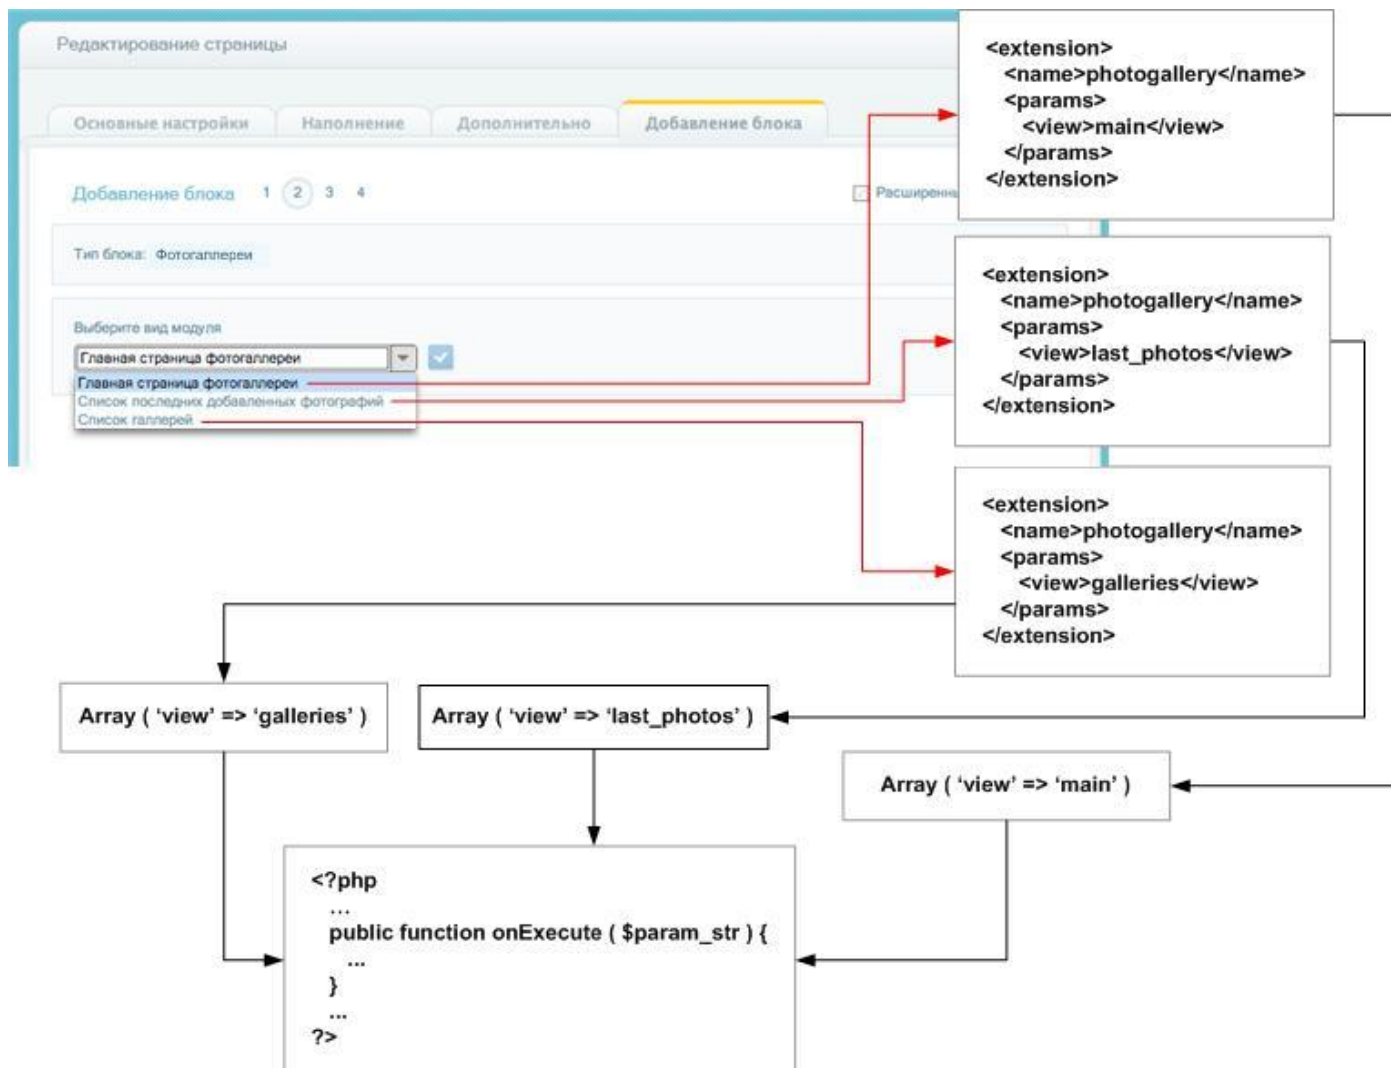 Редактирование страницы
Основные настройки
Наполнение
Дополнительно
Добавление блока
Добавление блока 1 2 3 4
Расширенны
Тип блока: Фотогаллереи
Выберите вид модуля
Главная страница фотогаллереи
Главная страница фотогаллереи
Список последних добавленных фотографий
Список галлерей
<extension>
<name>photogallery</name>
<params>
<view>main</view>
</params>
</extension>
<extension>
<name>photogallery</name>
<params>
<view>last_photos</view>
</params>
</extension>
<extension>
<name>photogallery</name>
<params>
<view>galleries</view>
</params>
</extension>
Array ( ‘view’ => ‘galleries’ )
Array ( ‘view’ => ‘last_photos’ )
Array ( ‘view’ => ‘main’ )
<?php
...
public function onExecute ( $param_str ) {
...
}
...
?>